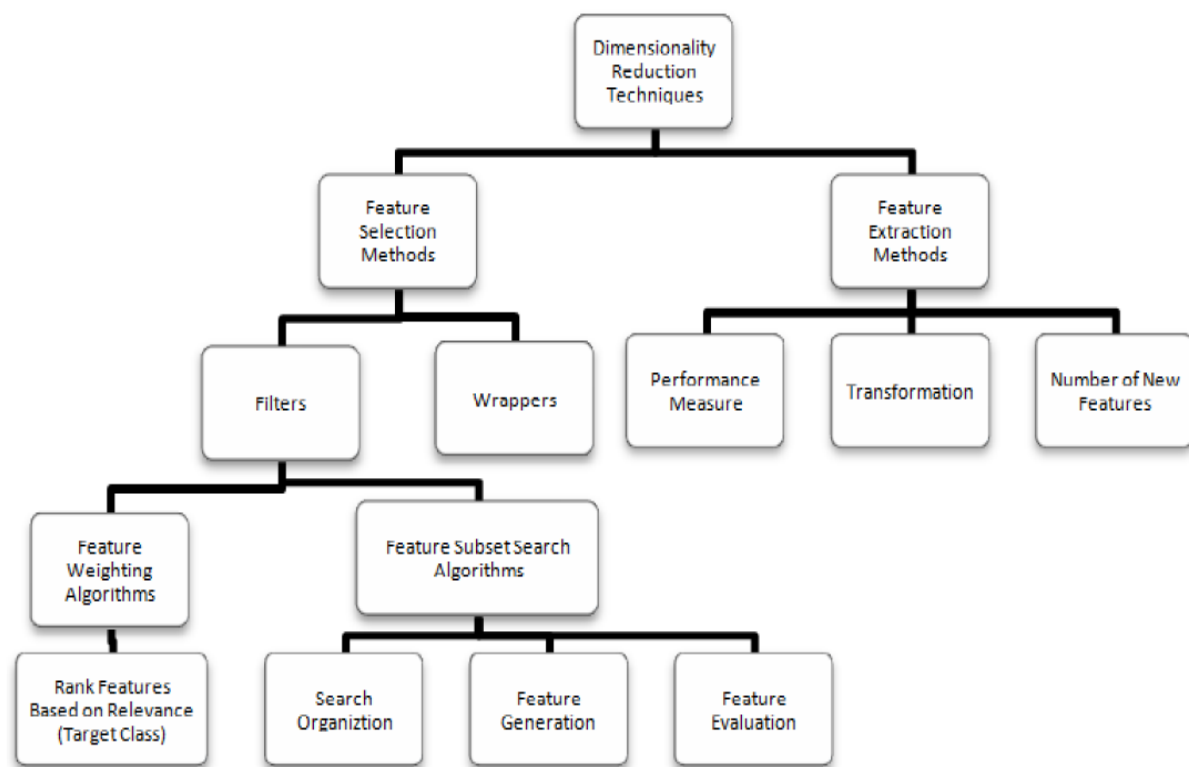 Dimensionality
Reduction
Techniques
Feature
Selection
Methods
Feature
Extraction
Methods
Filters
Wrappers
Performance
Measure
Transformation
Number of New
Features
Feature
Weighting
Algorithms
Feature Subset Search
Algorithms
Rank Features
Based on Relevance
(Target Class)
Search
Organiztion
Feature
Generation
Feature
Evaluation